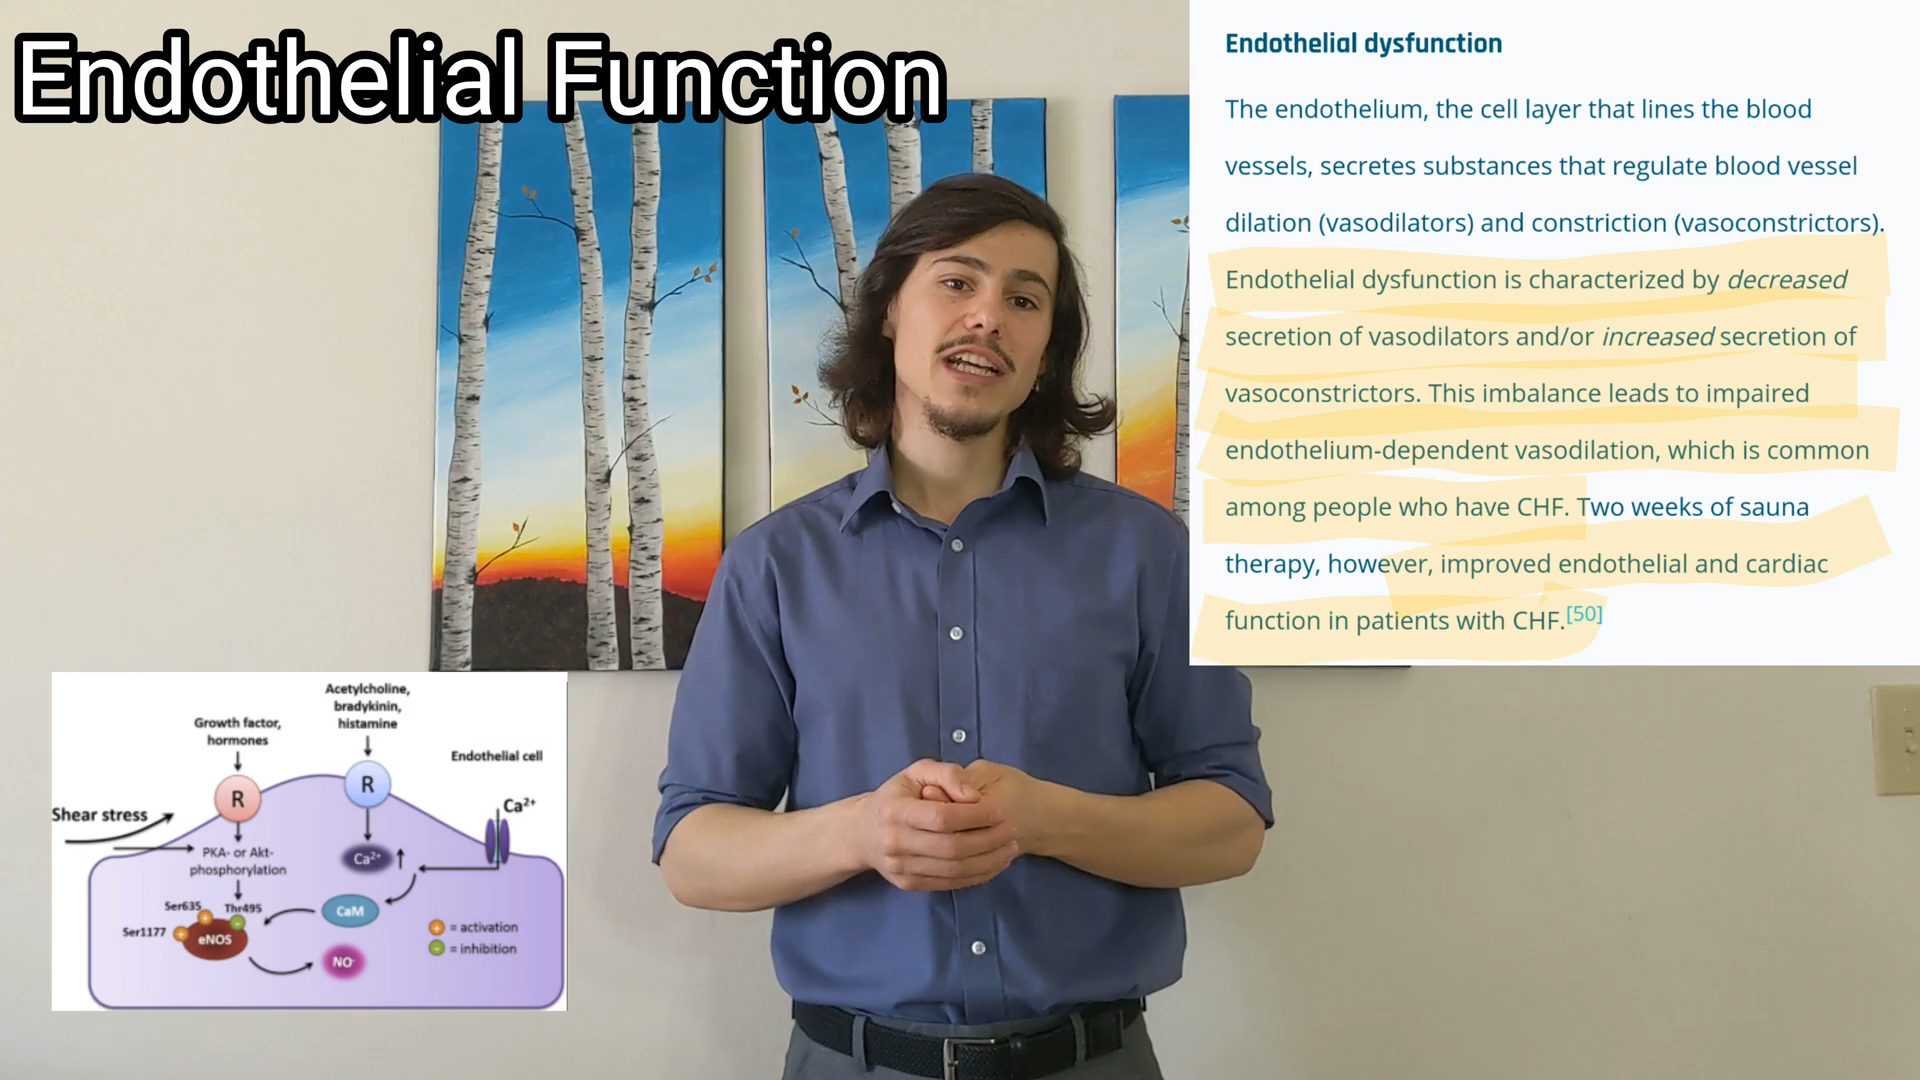 Endothelial Function
Endothelial dysfunction
The endothelium, the cell layer that lines the blood
vessels, secretes substances that regulate blood vessel
dilation (vasodilators) and constriction (vasoconstrictors).
Endothelial dysfunction is characterized by decreased
secretion of vasodilators and/or increased secretion of
vasoconstrictors. This imbalance leads to impaired
endothelium-dependent vasodilation, which is common
among people who have CHF. Two weeks of sauna
therapy, however, improved endothelial and cardiac
function in patients with CHF.[50]
Acetylcholine,
bradykinin,
histamine
Growth factor,
hormones
Endothelial cell
R
R
Shear stress
Ca²⁺
PKA- or Akt-
phosphorylation
Ca²⁺
Ser635
Thr495
CaM
Ser1177
eNOS
+ = activation
- = inhibition
NO·